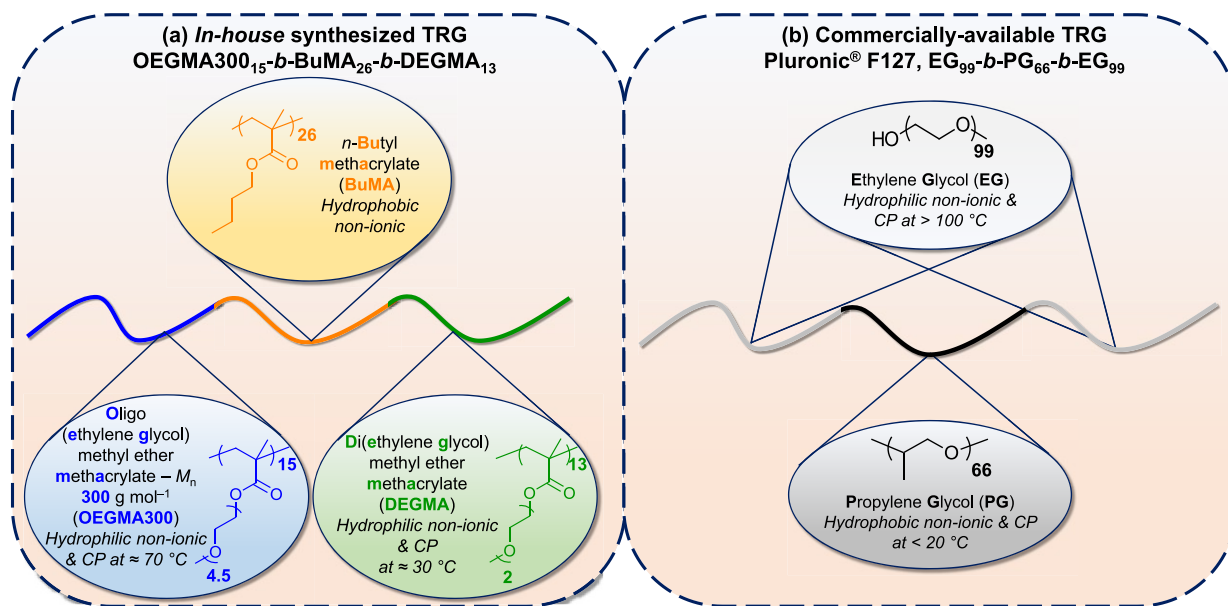 (a) In-house synthesized TRG
OEGMA300₁₅-b-BuMA₂₆-b-DEGMA₁₃
26
O
O
n-Butyl
methacrylate
(BuMA)
Hydrophobic
non-ionic
Oligo
(ethylene glycol)
methyl ether
methacrylate – Mₙ
300 g mol⁻¹
(OEGMA300)
Hydrophilic non-ionic
& CP at ≈ 70 °C
15
O
O
O
4.5
Di(ethylene glycol)
methyl ether
methacrylate
(DEGMA)
Hydrophilic non-ionic
& CP
at ≈ 30 °C
13
O
O
O
2
(b) Commercially-available TRG
Pluronic® F127, EG₉₉-b-PG₆₆-b-EG₉₉
HO
O
99
Ethylene Glycol (EG)
Hydrophilic non-ionic &
CP at > 100 °C
O
66
Propylene Glycol (PG)
Hydrophobic non-ionic & CP
at < 20 °C